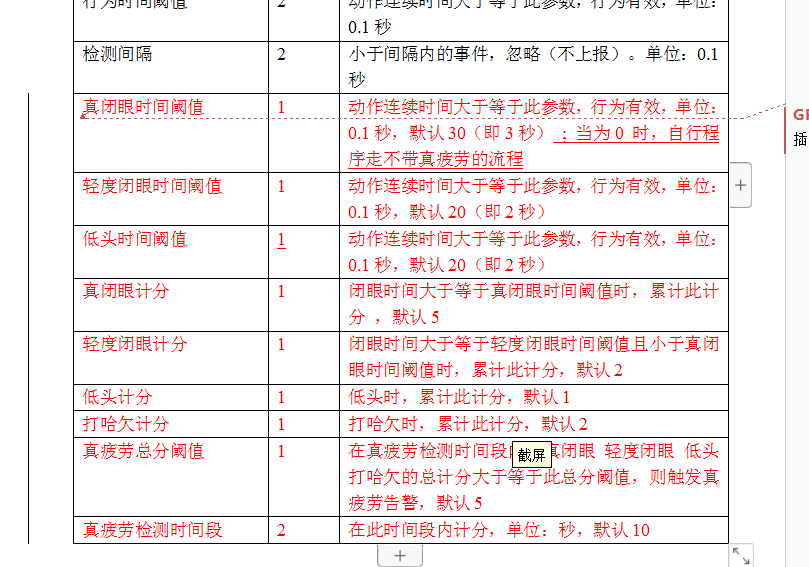 行为时间阈值 2 动作连续时间大于等于此参数，行为有效，单位：
0.1 秒
检测间隔 2 小于间隔内的事件，忽略（不上报）。单位：0.1
秒
真闭眼时间阈值 1 动作连续时间大于等于此参数，行为有效，单位：
0.1 秒，默认 30（即 3 秒）；当为 0 时，自行程
序走不带真疲劳的流程
轻度闭眼时间阈值 1 动作连续时间大于等于此参数，行为有效，单位：
0.1 秒，默认 20（即 2 秒）
低头时间阈值 1 动作连续时间大于等于此参数，行为有效，单位：
0.1 秒，默认 20（即 2 秒）
真闭眼计分 1 闭眼时间大于等于真闭眼时间阈值时，累计此计
分 ，默认 5
轻度闭眼计分 1 闭眼时间大于等于轻度闭眼时间阈值且小于真闭
眼时间阈值时，累计此计分，默认 2
低头计分 1 低头时，累计此计分，默认 1
打哈欠计分 1 打哈欠时，累计此计分，默认 2
真疲劳总分阈值 1 在真疲劳检测时间段 真闭眼 轻度闭眼 低头
截屏
打哈欠的总计分大于等于此总分阈值，则触发真
疲劳告警，默认 5
真疲劳检测时间段 2 在此时间段内计分，单位：秒，默认 10
插